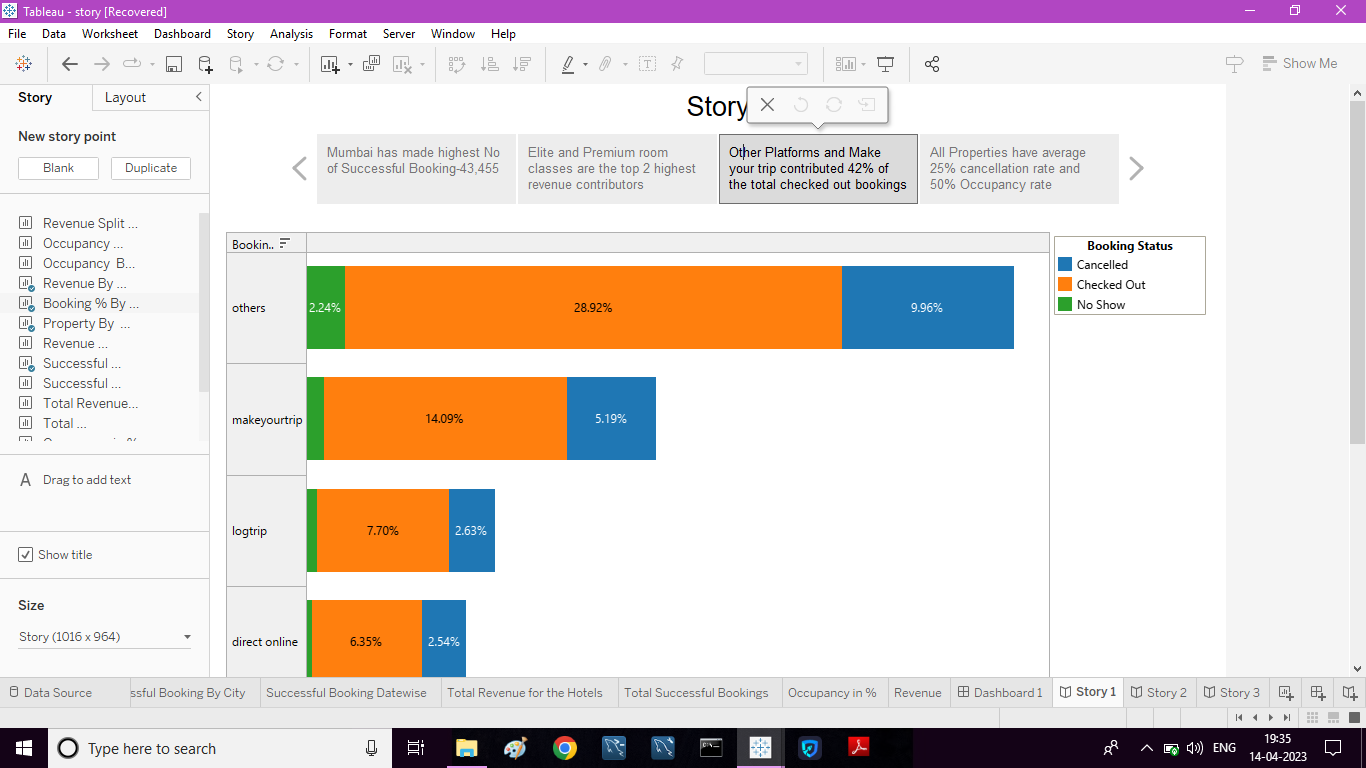 Tableau - story [Recovered]
File Data Worksheet Dashboard Story Analysis Format Server Window Help
Show Me
Story Layout
New story point
Blank Duplicate
Revenue Split ...
Occupancy ...
Occupancy B...
Revenue By ...
Booking % By ...
Property By ...
Revenue ...
Successful ...
Successful ...
Total Revenue...
Total ...
A Drag to add text
Show title
Size
Story (1016 x 964)
Story
Mumbai has made highest No
of Successful Booking-43,455
Elite and Premium room
classes are the top 2 highest
revenue contributors
Other Platforms and Make
your trip contributed 42% of
the total checked out bookings
All Properties have average
25% cancellation rate and
50% Occupancy rate
Bookin..
others 2.24% 28.92% 9.96%
makeyourtrip 14.09% 5.19%
logtrip 7.70% 2.63%
direct online 6.35% 2.54%
Booking Status
Cancelled
Checked Out
No Show
Data Source ssful Booking By City Successful Booking Datewise Total Revenue for the Hotels Total Successful Bookings Occupancy in % Revenue Dashboard 1 Story 1 Story 2 Story 3
Type here to search
ENG
19:35
14-04-2023